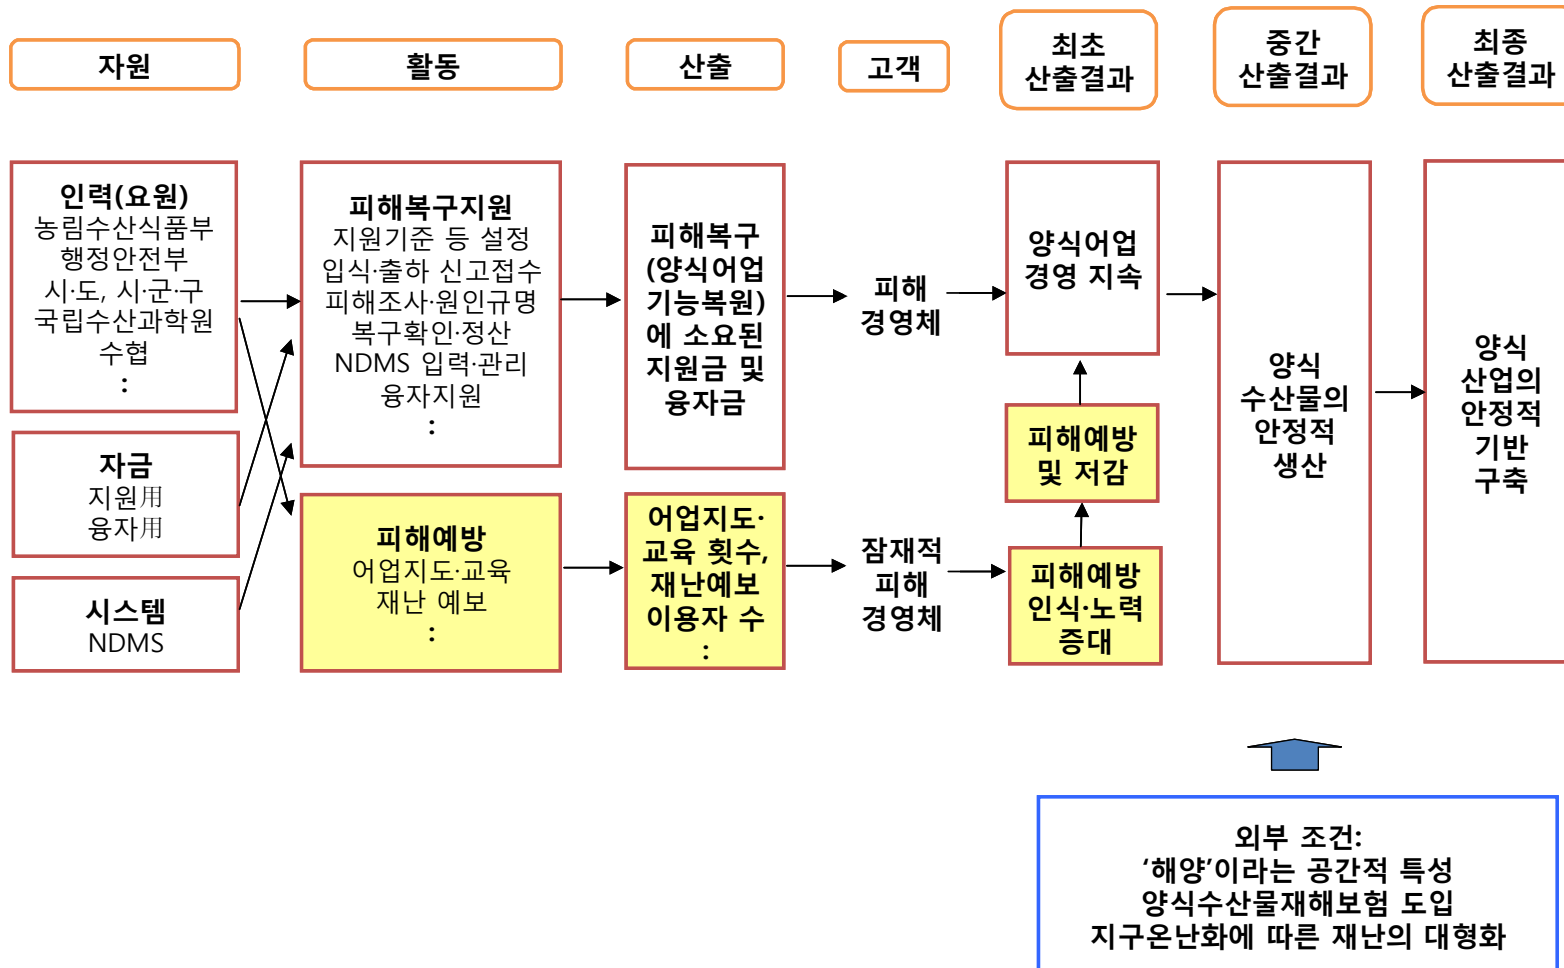 자원
활동
산출
고객
최초
산출결과
중간
산출결과
최종
산출결과
인력(요원)
농림수산식품부
행정안전부
시·도, 시·군·구
국립수산과학원
수협
:
자금
지원用
융자用
시스템
NDMS
피해복구지원
지원기준 등 설정
입식·출하 신고접수
피해조사·원인규명
복구확인·정산
NDMS 입력·관리
융자지원
:
피해예방
어업지도·교육
재난 예보
:
피해복구
(양식어업
기능복원)
에 소요된
지원금 및
융자금
어업지도·
교육 횟수,
재난예보
이용자 수
:
피해
경영체
잠재적
피해
경영체
양식어업
경영 지속
피해예방
및 저감
피해예방
인식·노력
증대
양식
수산물의
안정적
생산
양식
산업의
안정적
기반
구축
외부 조건:
‘해양’이라는 공간적 특성
양식수산물재해보험 도입
지구온난화에 따른 재난의 대형화